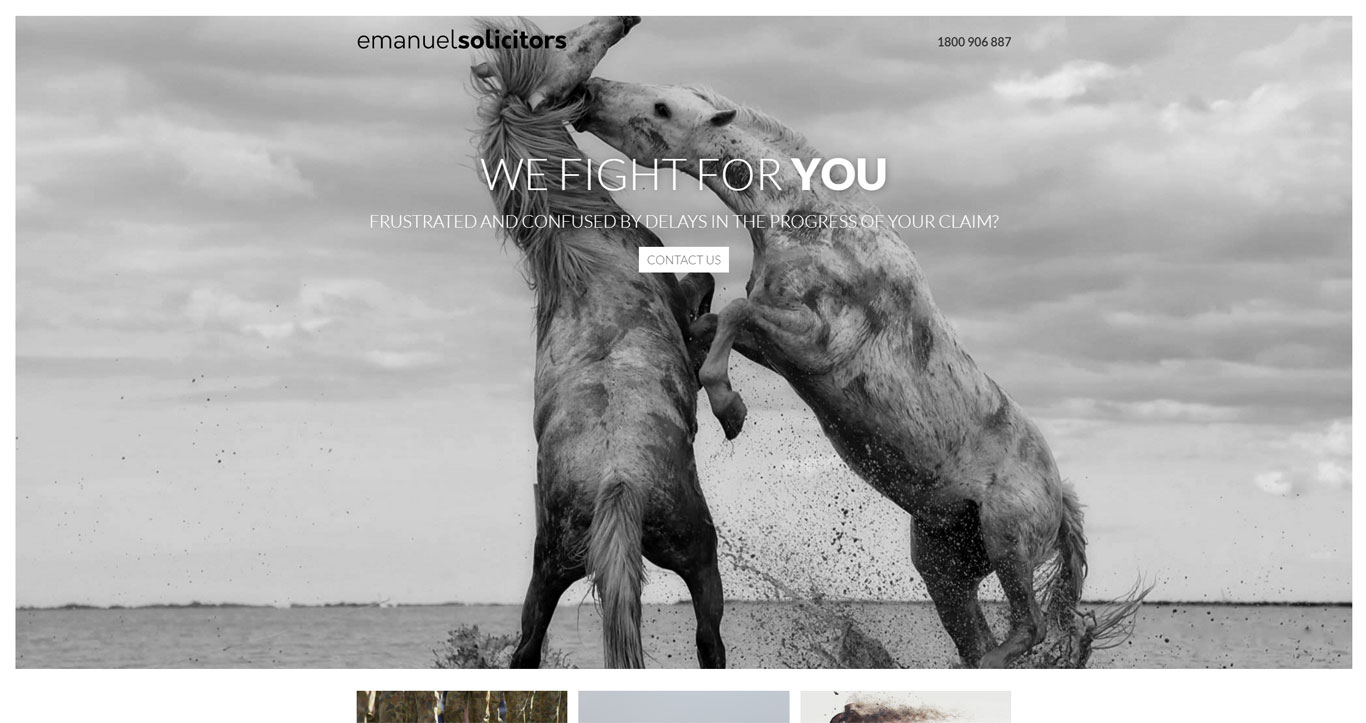 emanuelsolicitors
1800 906 887
WE FIGHT FOR YOU
FRUSTRATED AND CONFUSED BY DELAYS IN THE PROGRESS OF YOUR CLAIM?
CONTACT US